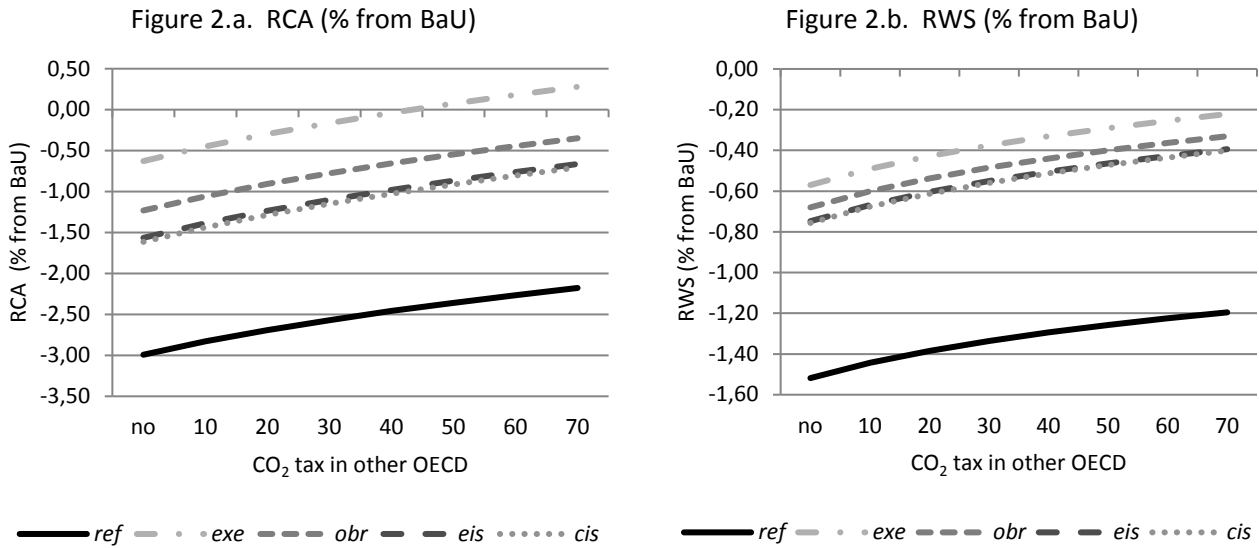 Figure 2.a.  RCA (% from BaU)
0,50
0,00
-0,50
-1,00
-1,50
-2,00
-2,50
-3,00
-3,50
RCA  (% from BaU)
no 10 20 30 40 50 60 70
CO₂ tax in other OECD
ref exe obr eis cis
Figure 2.b.  RWS (% from BaU)
0,00
-0,20
-0,40
-0,60
-0,80
-1,00
-1,20
-1,40
-1,60
RWS (% from BaU)
no 10 20 30 40 50 60 70
CO₂ tax in other OECD
ref exe obr eis cis